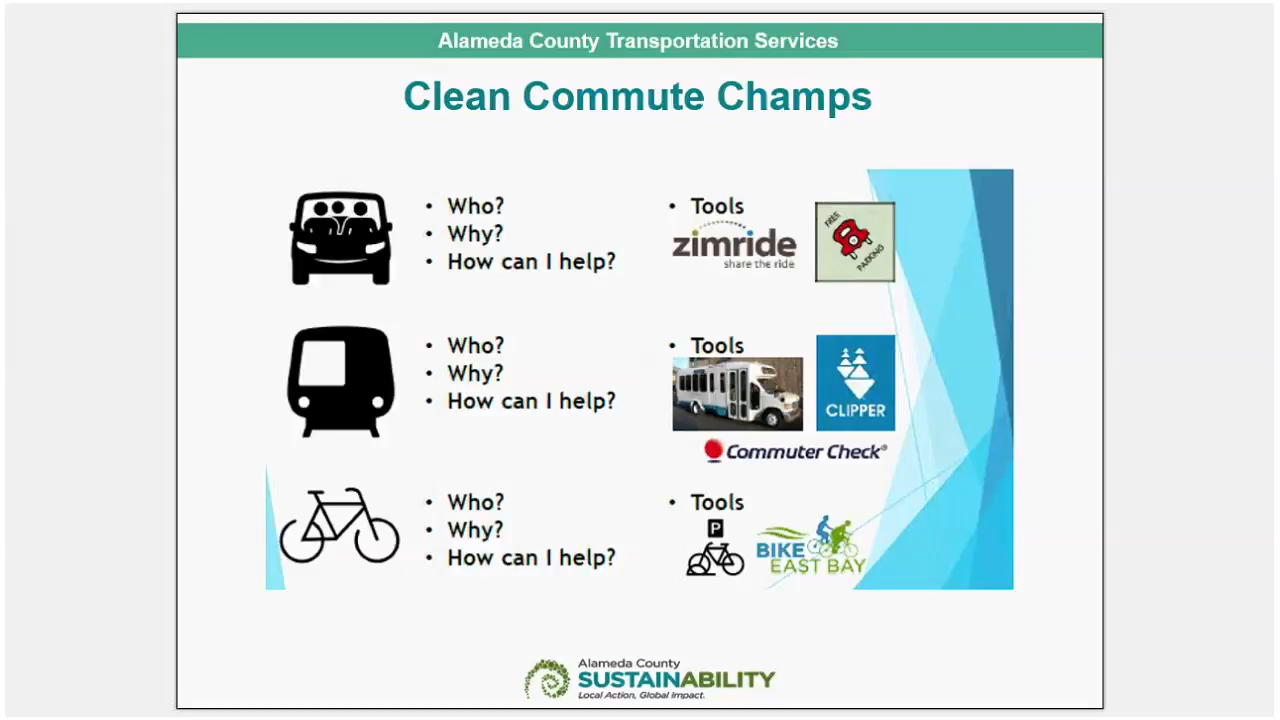 Alameda County Transportation Services
Clean Commute Champs
• Who?
• Why?
• How can I help?
• Tools
zimride
share the ride
FREE
PARKING
• Who?
• Why?
• How can I help?
• Tools
CLIPPER
Commuter Check®
• Who?
• Why?
• How can I help?
• Tools
P
BIKE
EAST BAY
Alameda County
SUSTAINABILITY
Local Action, Global Impact.